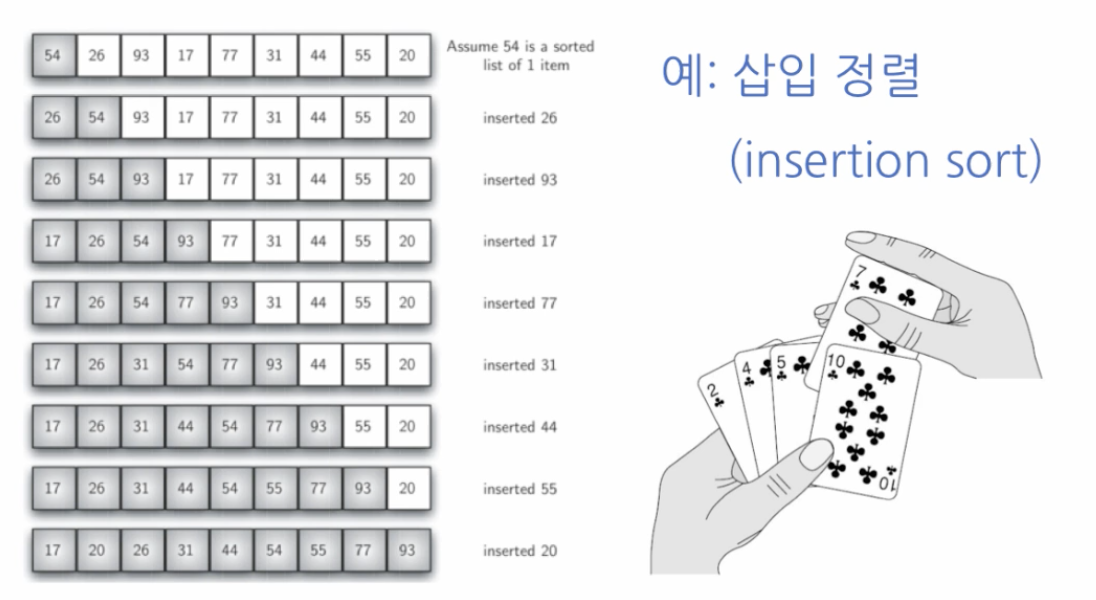 54 26 93 17 77 31 44 55 20
Assume 54 is a sorted
list of 1 item
26 54 93 17 77 31 44 55 20
inserted 26
26 54 93 17 77 31 44 55 20
inserted 93
17 26 54 93 77 31 44 55 20
inserted 17
17 26 54 77 93 31 44 55 20
inserted 77
17 26 31 54 77 93 44 55 20
inserted 31
17 26 31 44 54 77 93 55 20
inserted 44
17 26 31 44 54 55 77 93 20
inserted 55
17 20 26 31 44 54 55 77 93
inserted 20
예: 삽입 정렬
(insertion sort)
7
2
4
5
10
10